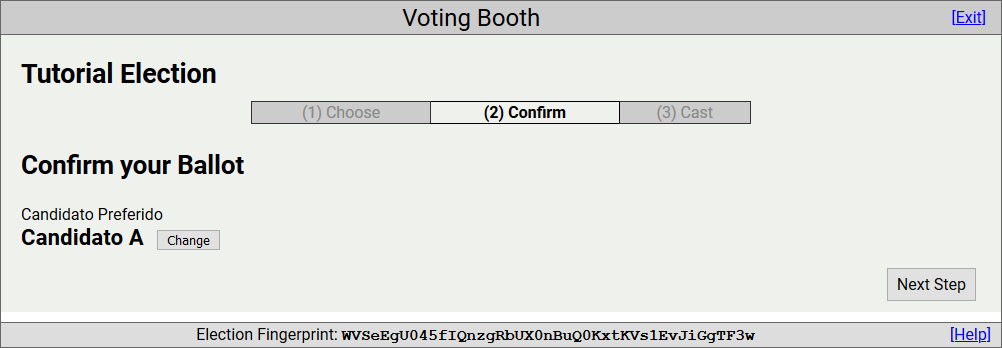 Voting Booth
[Exit]
Tutorial Election
(1) Choose (2) Confirm (3) Cast
Confirm your Ballot
Candidato Preferido
Candidato A Change
Next Step
Election Fingerprint: WVSeEgU045fIQnzgRbUX0nBuQ0KxtKVs1EvJiGgTF3w [Help]